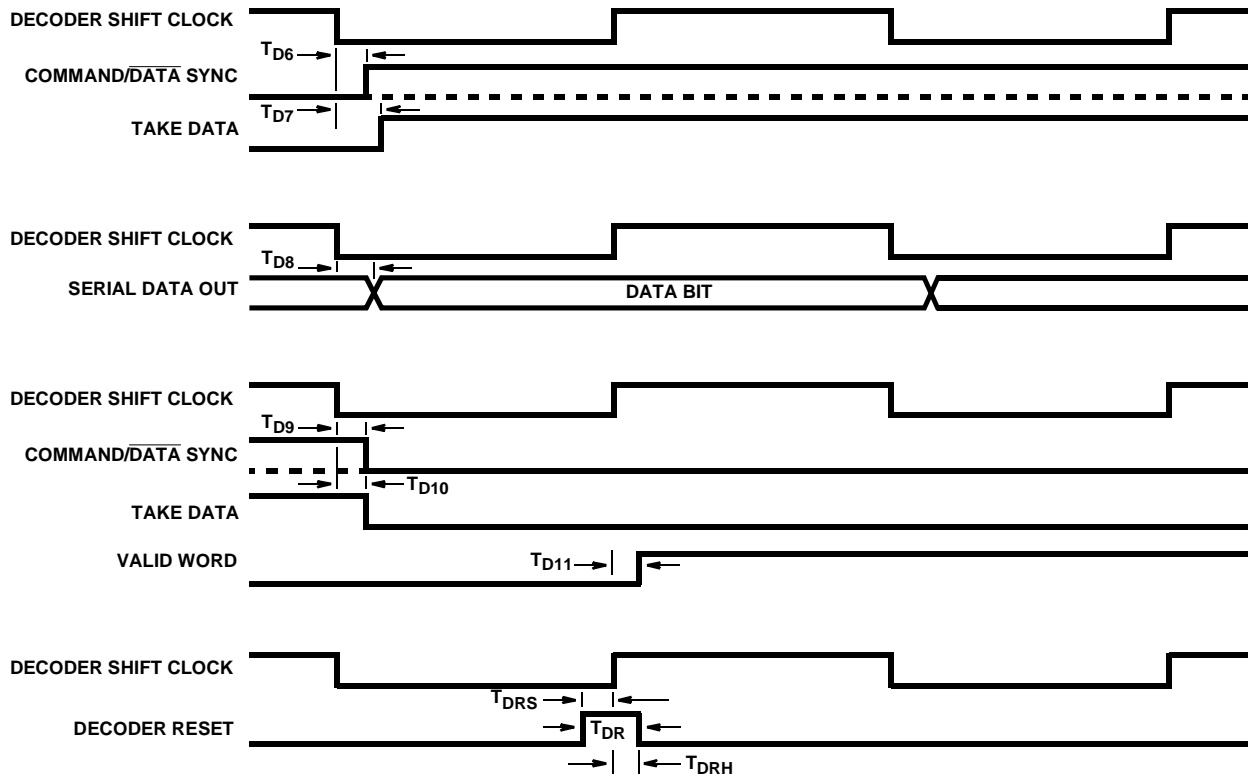 DECODER SHIFT CLOCK
TD6
COMMAND/DATA SYNC
TD7
TAKE DATA
DECODER SHIFT CLOCK
TD8
SERIAL DATA OUT
DATA BIT
DECODER SHIFT CLOCK
TD9
COMMAND/DATA SYNC
TD10
TAKE DATA
VALID WORD
TD11
DECODER SHIFT CLOCK
TDRS
DECODER RESET
TDR
TDRH